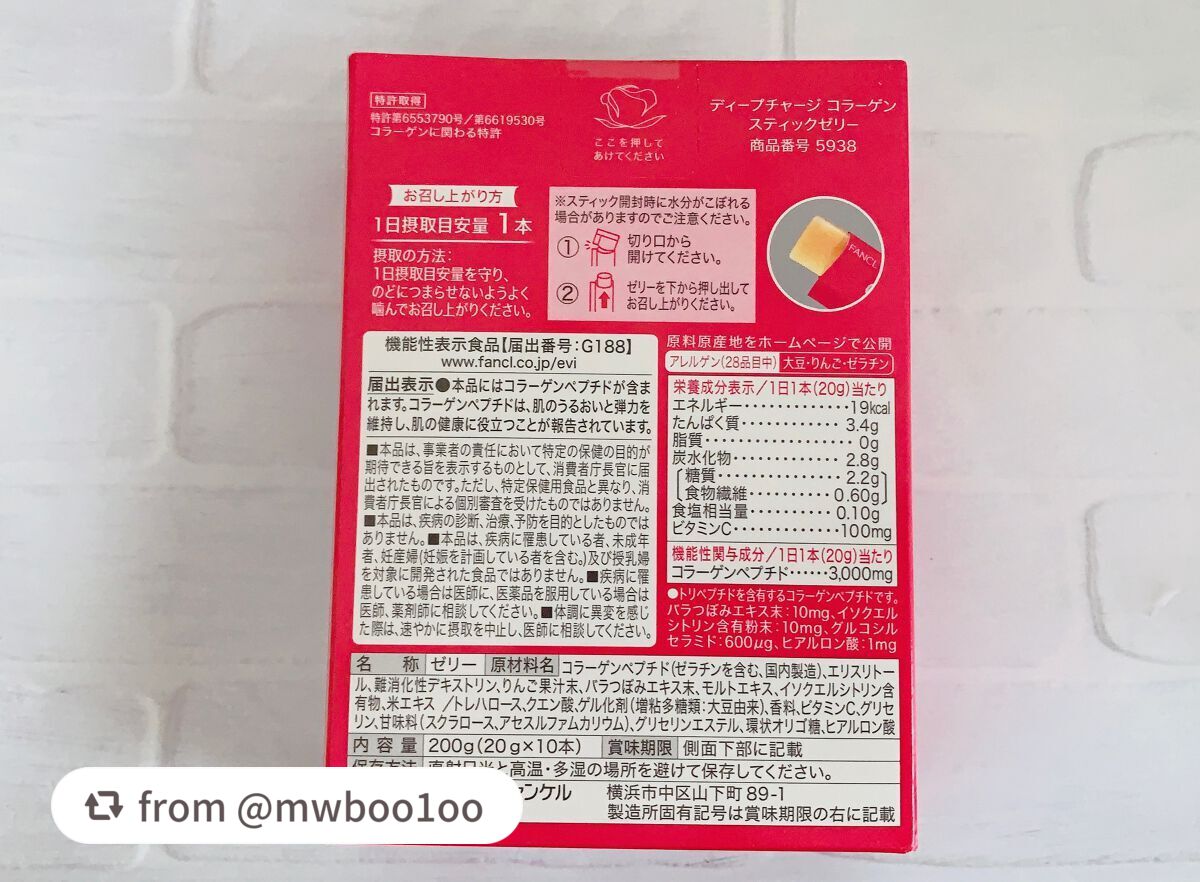 特許取得
特許第6553790号／第6619530号
コラーゲンに関わる特許
ここを押して
あけてください
ディープチャージ コラーゲン
スティックゼリー
商品番号 5938
お召し上がり方
1日摂取目安量 1本
摂取の方法：
1日摂取目安量を守り、
のどにつまらせないようよく
噛んでお召し上がりください。
※スティック開封時に水分がこぼれる
場合がありますのでご注意ください。
① 切り口から
開けてください。
② ゼリーを下から押し出して
お召し上がりください。
FANCL
機能性表示食品【届出番号：G188】
www.fancl.co.jp/evi
届出表示●本品にはコラーゲンペプチドが含ま
れます。コラーゲンペプチドは、肌のうるおいと弾力を
維持し、肌の健康に役立つことが報告されています。
■本品は、事業者の責任において特定の保健の目的が
期待できる旨を表示するものとして、消費者庁長官に届
出されたものです。ただし、特定保健用食品と異なり、消
費者庁長官による個別審査を受けたものではありません。
■本品は、疾病の診断、治療、予防を目的としたものでは
ありません。■本品は、疾病に罹患している者、未成年
者、妊産婦(妊娠を計画している者を含む。)及び授乳婦
を対象に開発された食品ではありません。■疾病に罹
患している場合は医師に、医薬品を服用している場合は
医師、薬剤師に相談してください。■体調に異変を感じ
た際は、速やかに摂取を中止し、医師に相談してください。
原料原産地をホームページで公開
アレルゲン(28品目中) 大豆・りんご・ゼラチン
栄養成分表示／1日1本(20g)当たり
エネルギー・・・・・・・・・・・・19kcal
たんぱく質・・・・・・・・・・・・3.4g
脂質・・・・・・・・・・・・・・・0g
炭水化物・・・・・・・・・・・・・2.8g
糖質・・・・・・・・・・・・・・2.2g
食物繊維・・・・・・・・・・・0.60g
食塩相当量・・・・・・・・・・・0.10g
ビタミンC・・・・・・・・・・・・100mg
機能性関与成分／1日1本(20g)当たり
コラーゲンペプチド・・・・・・3,000mg
●トリペプチドを含有するコラーゲンペプチドです。
バラつぼみエキス末：10mg、イソクエル
シトリン含有粉末：10mg、グルコシル
セラミド：600μg、ヒアルロン酸：1mg
名 称 ゼリー 原材料名 コラーゲンペプチド(ゼラチンを含む、国内製造)、エリスリトー
ル、難消化性デキストリン、りんご果汁末、バラつぼみエキス末、モルトエキス、イソクエルシトリン含
有物、米エキス ／トレハロース、クエン酸、ゲル化剤(増粘多糖類：大豆由来)、香料、ビタミンC、グリセ
リン、甘味料(スクラロース、アセスルファムカリウム)、グリセリンエステル、環状オリゴ糖、ヒアルロン酸
内容量 200g(20g×10本) 賞味期限 側面下部に記載
保存方法 直射日光と高温・多湿の場所を避けて保存してください。
ァンケル 横浜市中区山下町89-1
製造所固有記号は賞味期限の右に記載
from @mwboo1oo